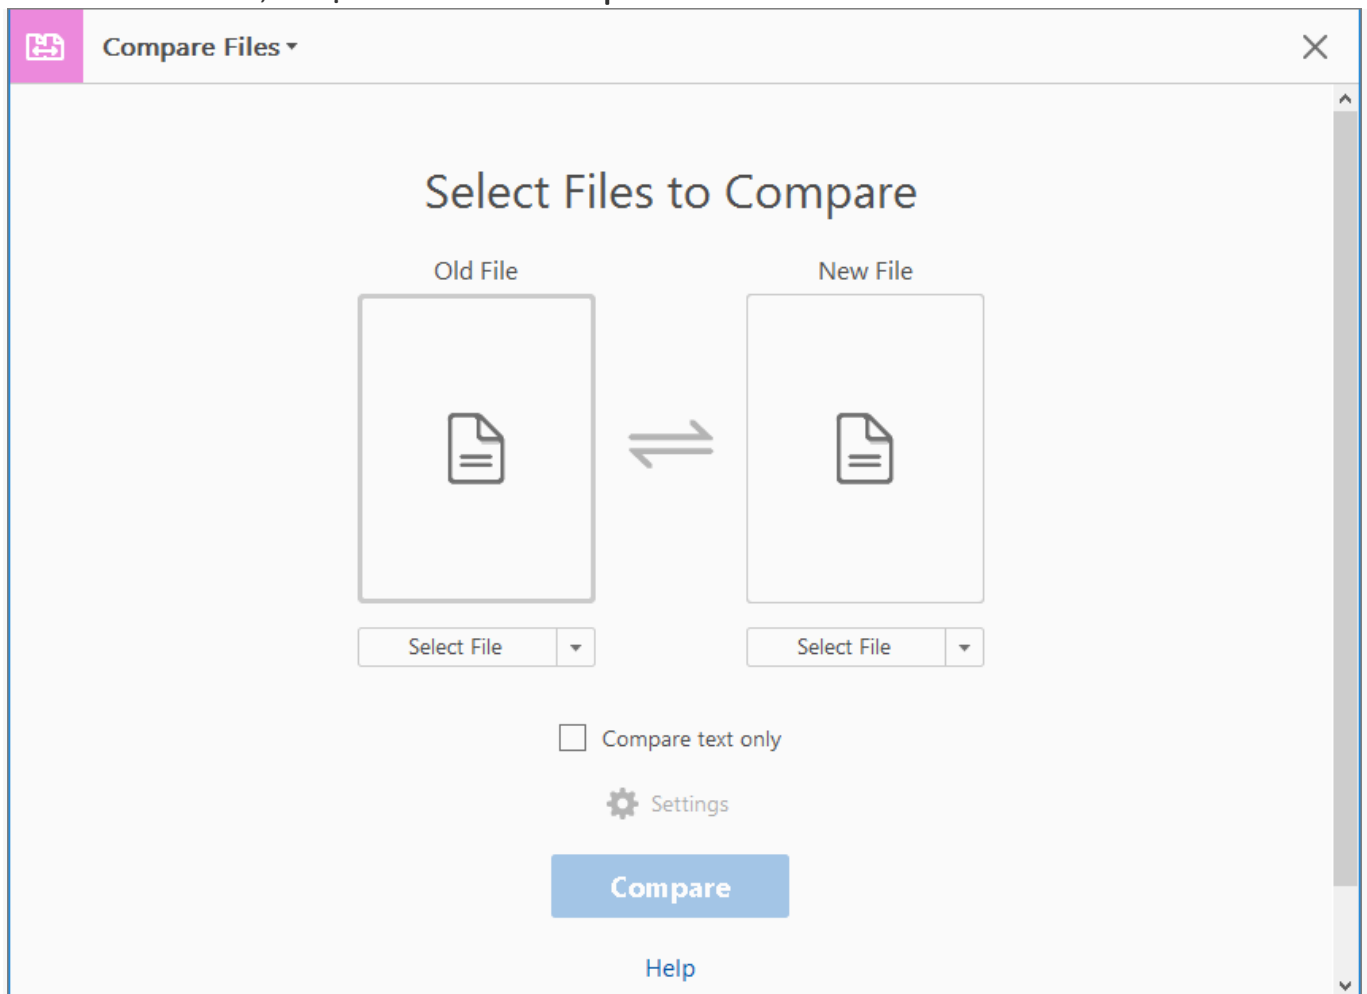 Compare Files
Select Files to Compare
Old File
New File
Select File
Select File
Compare text only
Settings
Compare
Help